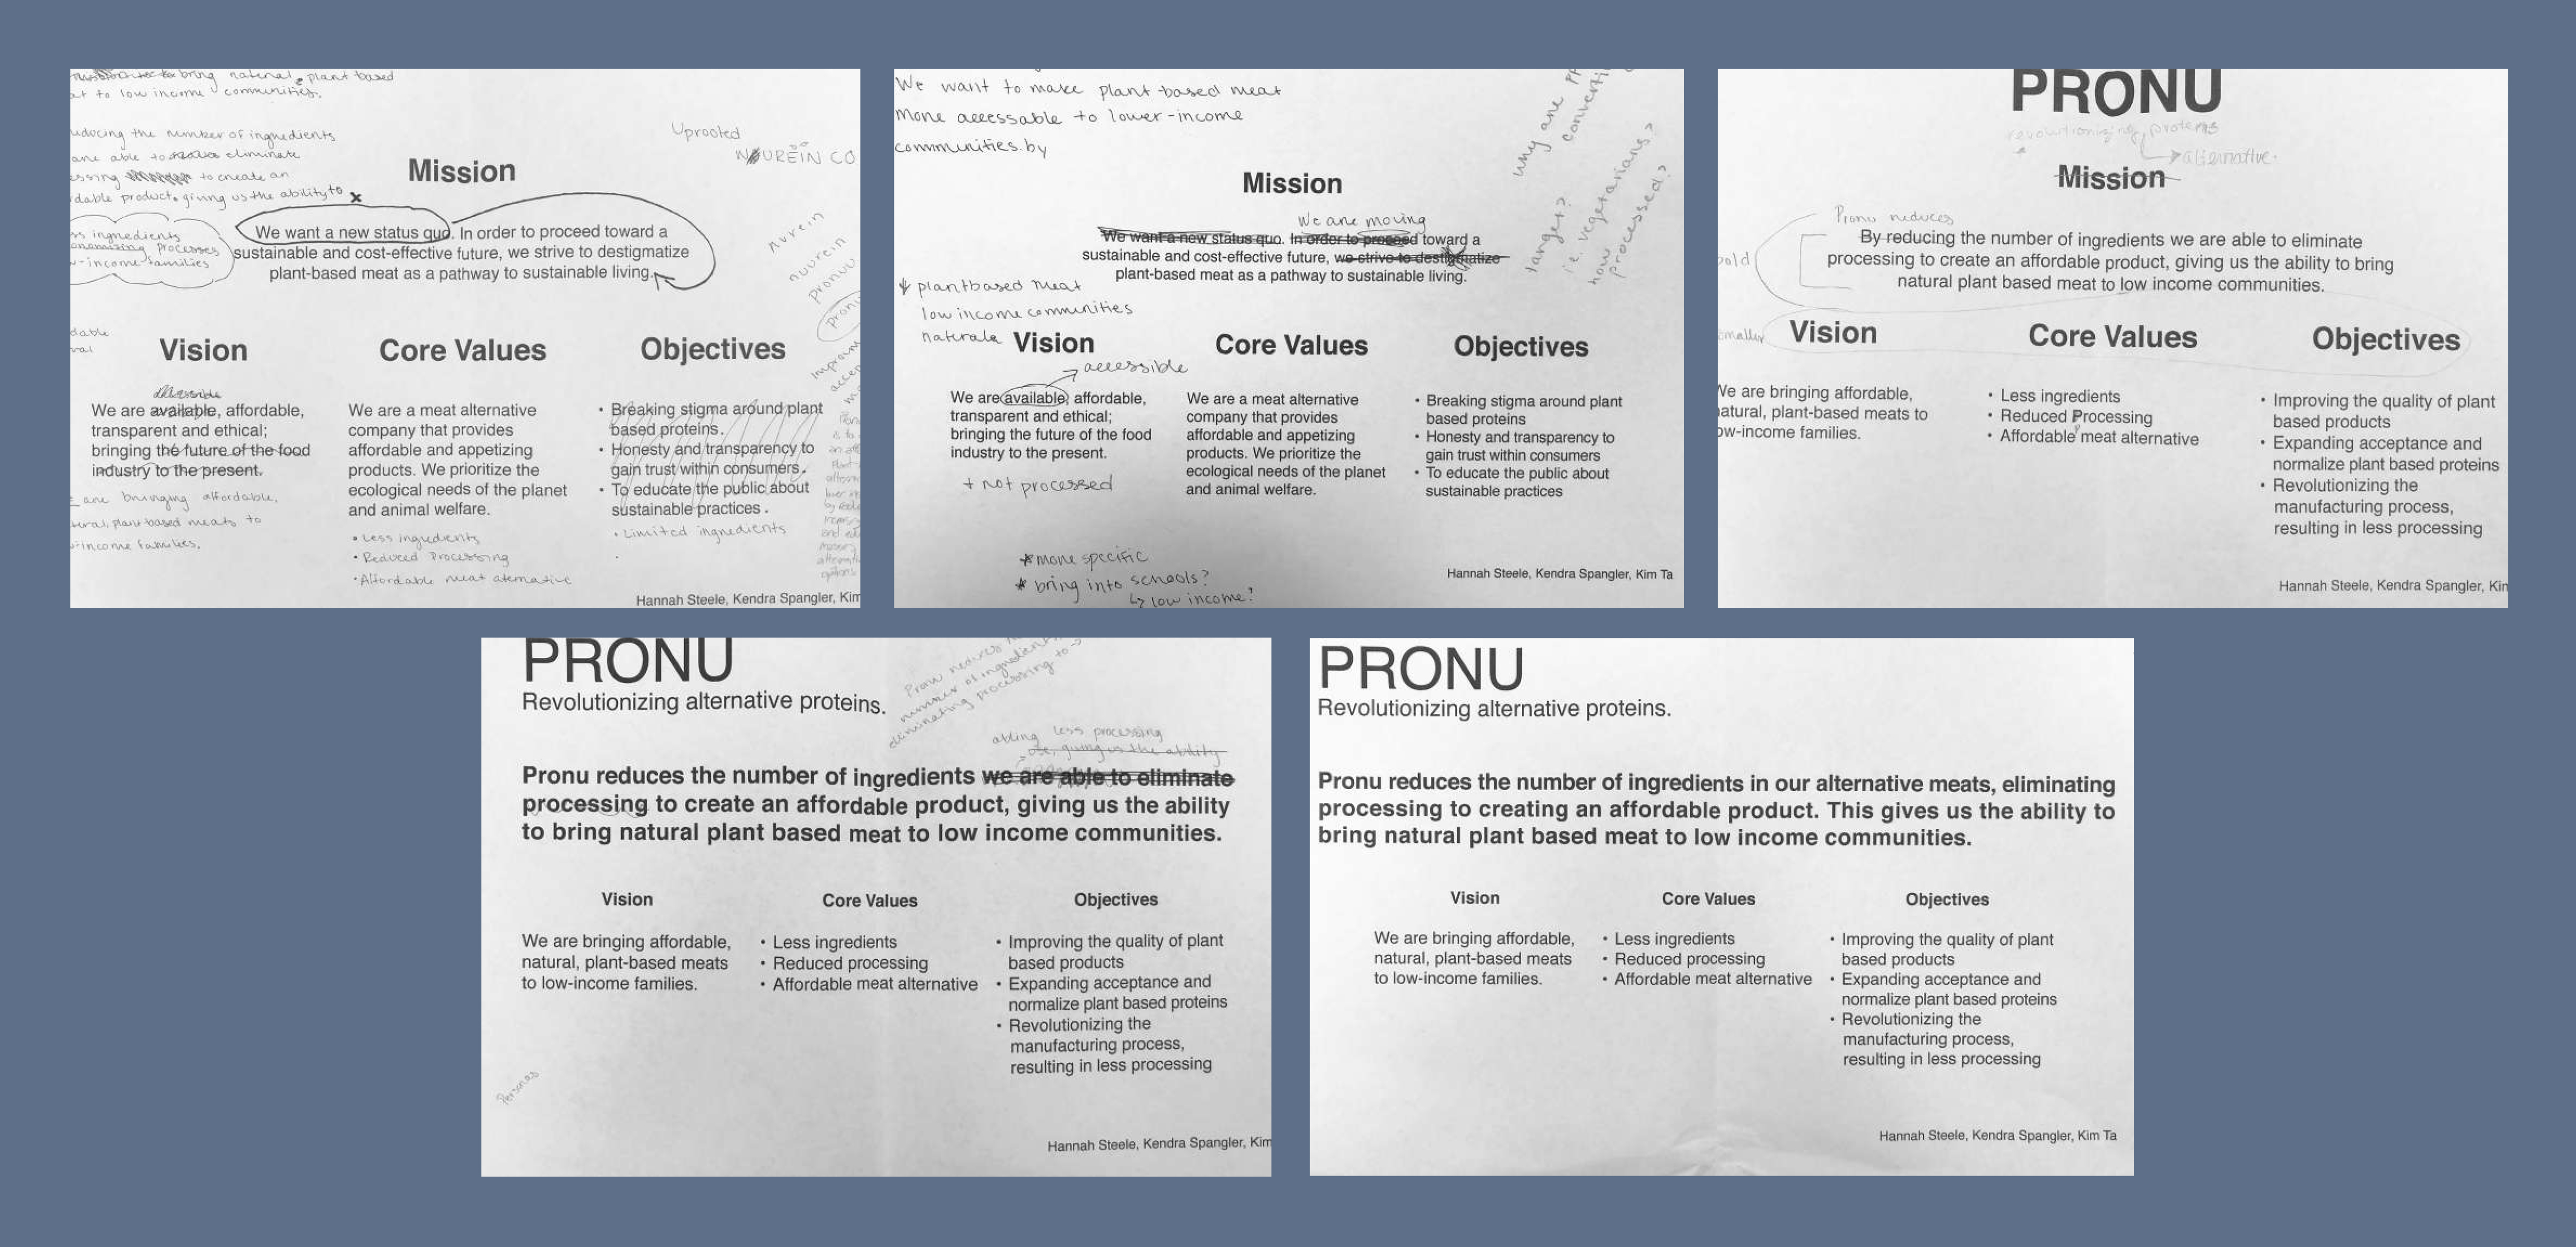 bring natural, plant based
to low income communities.
reducing the number of ingredients
are able to eliminate
to create an
product, giving us the ability to
ingredients
processes
families
Uprooted
NUREIN CO
Mission
We want a new status quo. In order to proceed toward a
sustainable and cost-effective future, we strive to destigmatize
plant-based meat as a pathway to sustainable living.
nurein
nuurein
pronuu
Vision
accessible
We are available, affordable,
transparent and ethical;
bringing the future of the food
industry to the present.
are bringing affordable,
plant based meats to
income families.
Core Values
We are a meat alternative
company that provides
affordable and appetizing
products. We prioritize the
ecological needs of the planet
and animal welfare.
• Less ingredients
• Reduced Processing
• Affordable meat alternative
Objectives
• Breaking stigma around plant
based proteins.
• Honesty and transparency to
gain trust within consumers.
• To educate the public about
sustainable practices.
• Limited ingredients
Hannah Steele, Kendra Spangler, Kim
We want to make plant-based meat
more accessable to lower-income
communities by
why are
target?
i.e. vegetarians?
how processed?
Mission
We are moving
We want a new status quo. In order to proceed toward a
sustainable and cost-effective future, we strive to destigmatize
plant-based meat as a pathway to sustainable living.
plantbased meat
low income communities
naturale
Vision
accessible
We are available, affordable,
transparent and ethical;
bringing the future of the food
industry to the present.
+ not processed
Core Values
We are a meat alternative
company that provides
affordable and appetizing
products. We prioritize the
ecological needs of the planet
and animal welfare.
Objectives
• Breaking stigma around plant
based proteins
• Honesty and transparency to
gain trust within consumers
• To educate the public about
sustainable practices
* more specific
* bring into schools?
↳ low income?
Hannah Steele, Kendra Spangler, Kim Ta
PRONU
revolutionizing proteins
alternative.
Mission
Pronu reduces
By reducing the number of ingredients we are able to eliminate
processing to create an affordable product, giving us the ability to bring
natural plant based meat to low income communities.
bold
smaller
Vision
We are bringing affordable,
natural, plant-based meats to
low-income families.
Core Values
• Less ingredients
• Reduced Processing
• Affordable meat alternative
Objectives
• Improving the quality of plant
based products
• Expanding acceptance and
normalize plant based proteins
• Revolutionizing the
manufacturing process,
resulting in less processing
Hannah Steele, Kendra Spangler, Kim
PRONU
Revolutionizing alternative proteins.
Pronu reduces
number of ingredients
eliminating processing to →
less processing
giving us the ability
Pronu reduces the number of ingredients we are able to eliminate
processing to create an affordable product, giving us the ability
to bring natural plant based meat to low income communities.
Vision
We are bringing affordable,
natural, plant-based meats
to low-income families.
Core Values
• Less ingredients
• Reduced processing
• Affordable meat alternative
Objectives
• Improving the quality of plant
based products
• Expanding acceptance and
normalize plant based proteins
• Revolutionizing the
manufacturing process,
resulting in less processing
Personas
Hannah Steele, Kendra Spangler, Kim
PRONU
Revolutionizing alternative proteins.
Pronu reduces the number of ingredients in our alternative meats, eliminating
processing to creating an affordable product. This gives us the ability to
bring natural plant based meat to low income communities.
Vision
We are bringing affordable,
natural, plant-based meats
to low-income families.
Core Values
• Less ingredients
• Reduced processing
• Affordable meat alternative
Objectives
• Improving the quality of plant
based products
• Expanding acceptance and
normalize plant based proteins
• Revolutionizing the
manufacturing process,
resulting in less processing
Hannah Steele, Kendra Spangler, Kim Ta